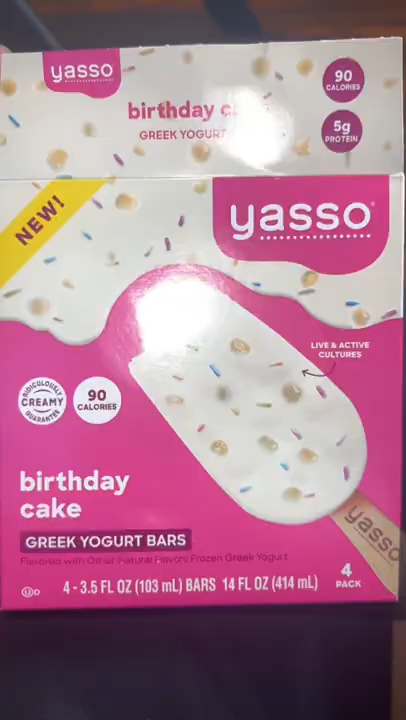 yasso
90
CALORIES
birthday
GREEK YOGURT
5g
PROTEIN
NEW!
yasso
LIVE & ACTIVE
CULTURES
RIDICULOUSLY
CREAMY
GUARANTEE
90
CALORIES
birthday
cake
GREEK YOGURT BARS
Flavored with Other Natural Flavors Frozen Greek Yogurt
yasso
4 - 3.5 FL OZ (103 mL) BARS 14 FL OZ (414 mL)
4
PACK
UD